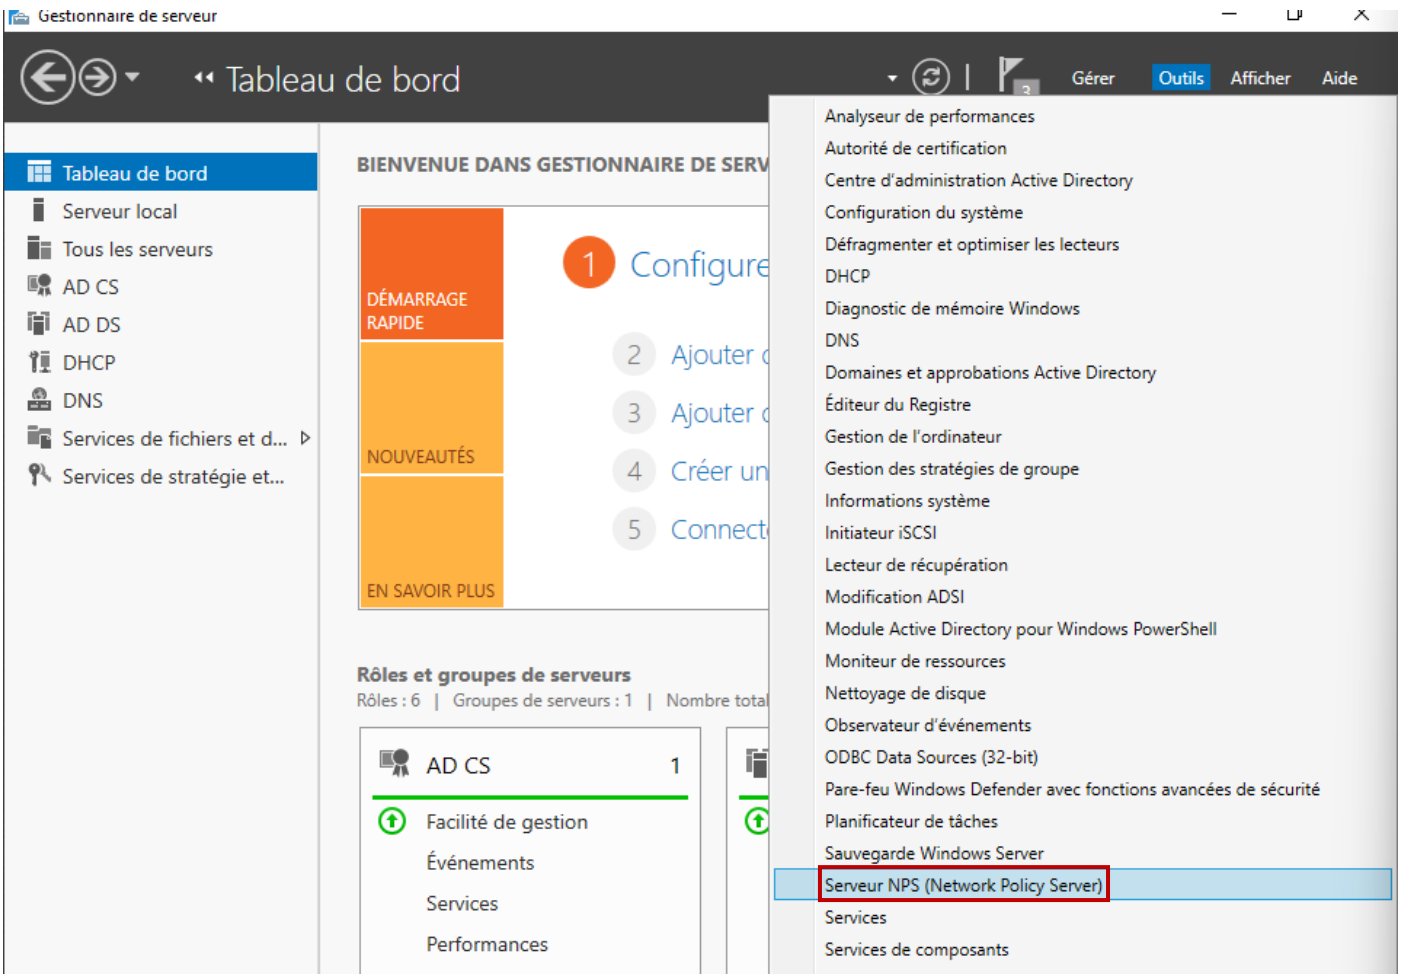 Gestionnaire de serveur
Tableau de bord
3
Gérer
Outils
Afficher
Aide
Tableau de bord
Serveur local
Tous les serveurs
AD CS
AD DS
DHCP
DNS
Services de fichiers et d...
Services de stratégie et...
BIENVENUE DANS GESTIONNAIRE DE SERV
DÉMARRAGE
RAPIDE
NOUVEAUTÉS
EN SAVOIR PLUS
1 Configure
2 Ajouter
3 Ajouter
4 Créer un
5 Connect
Rôles et groupes de serveurs
Rôles : 6 | Groupes de serveurs : 1 | Nombre total
AD CS 1
Facilité de gestion
Événements
Services
Performances
Analyseur de performances
Autorité de certification
Centre d'administration Active Directory
Configuration du système
Défragmenter et optimiser les lecteurs
DHCP
Diagnostic de mémoire Windows
DNS
Domaines et approbations Active Directory
Éditeur du Registre
Gestion de l'ordinateur
Gestion des stratégies de groupe
Informations système
Initiateur iSCSI
Lecteur de récupération
Modification ADSI
Module Active Directory pour Windows PowerShell
Moniteur de ressources
Nettoyage de disque
Observateur d'événements
ODBC Data Sources (32-bit)
Pare-feu Windows Defender avec fonctions avancées de sécurité
Planificateur de tâches
Sauvegarde Windows Server
Serveur NPS (Network Policy Server)
Services
Services de composants